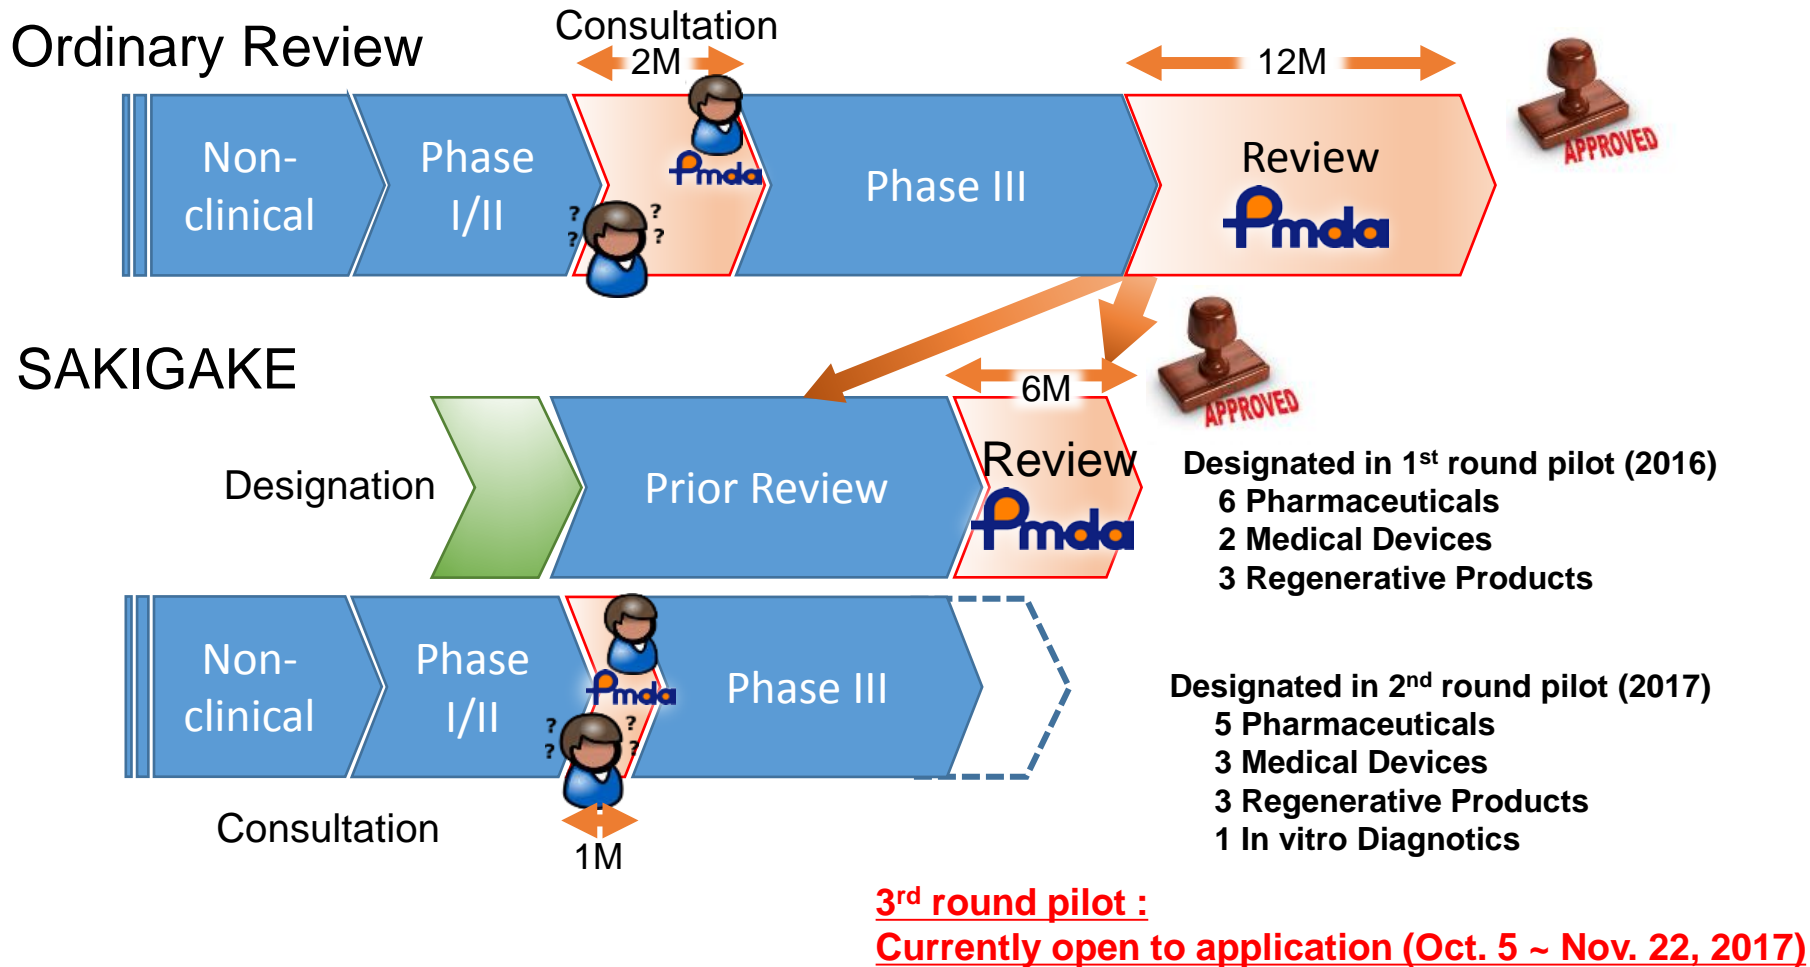 Ordinary Review
Consultation
2M
12M
Non-
clinical
Phase
I/II
? ?
? ?
Pmda
Phase III
Review
Pmda
APPROVED
SAKIGAKE
6M
APPROVED
Designation
Prior Review
Review
Pmda
Designated in 1st round pilot (2016)
6 Pharmaceuticals
2 Medical Devices
3 Regenerative Products
Non-
clinical
Phase
I/II
Pmda
? ?
? ?
Phase III
Consultation
1M
Designated in 2nd round pilot (2017)
5 Pharmaceuticals
3 Medical Devices
3 Regenerative Products
1 In vitro Diagnotics
3rd round pilot :
Currently open to application (Oct. 5 ~ Nov. 22, 2017)